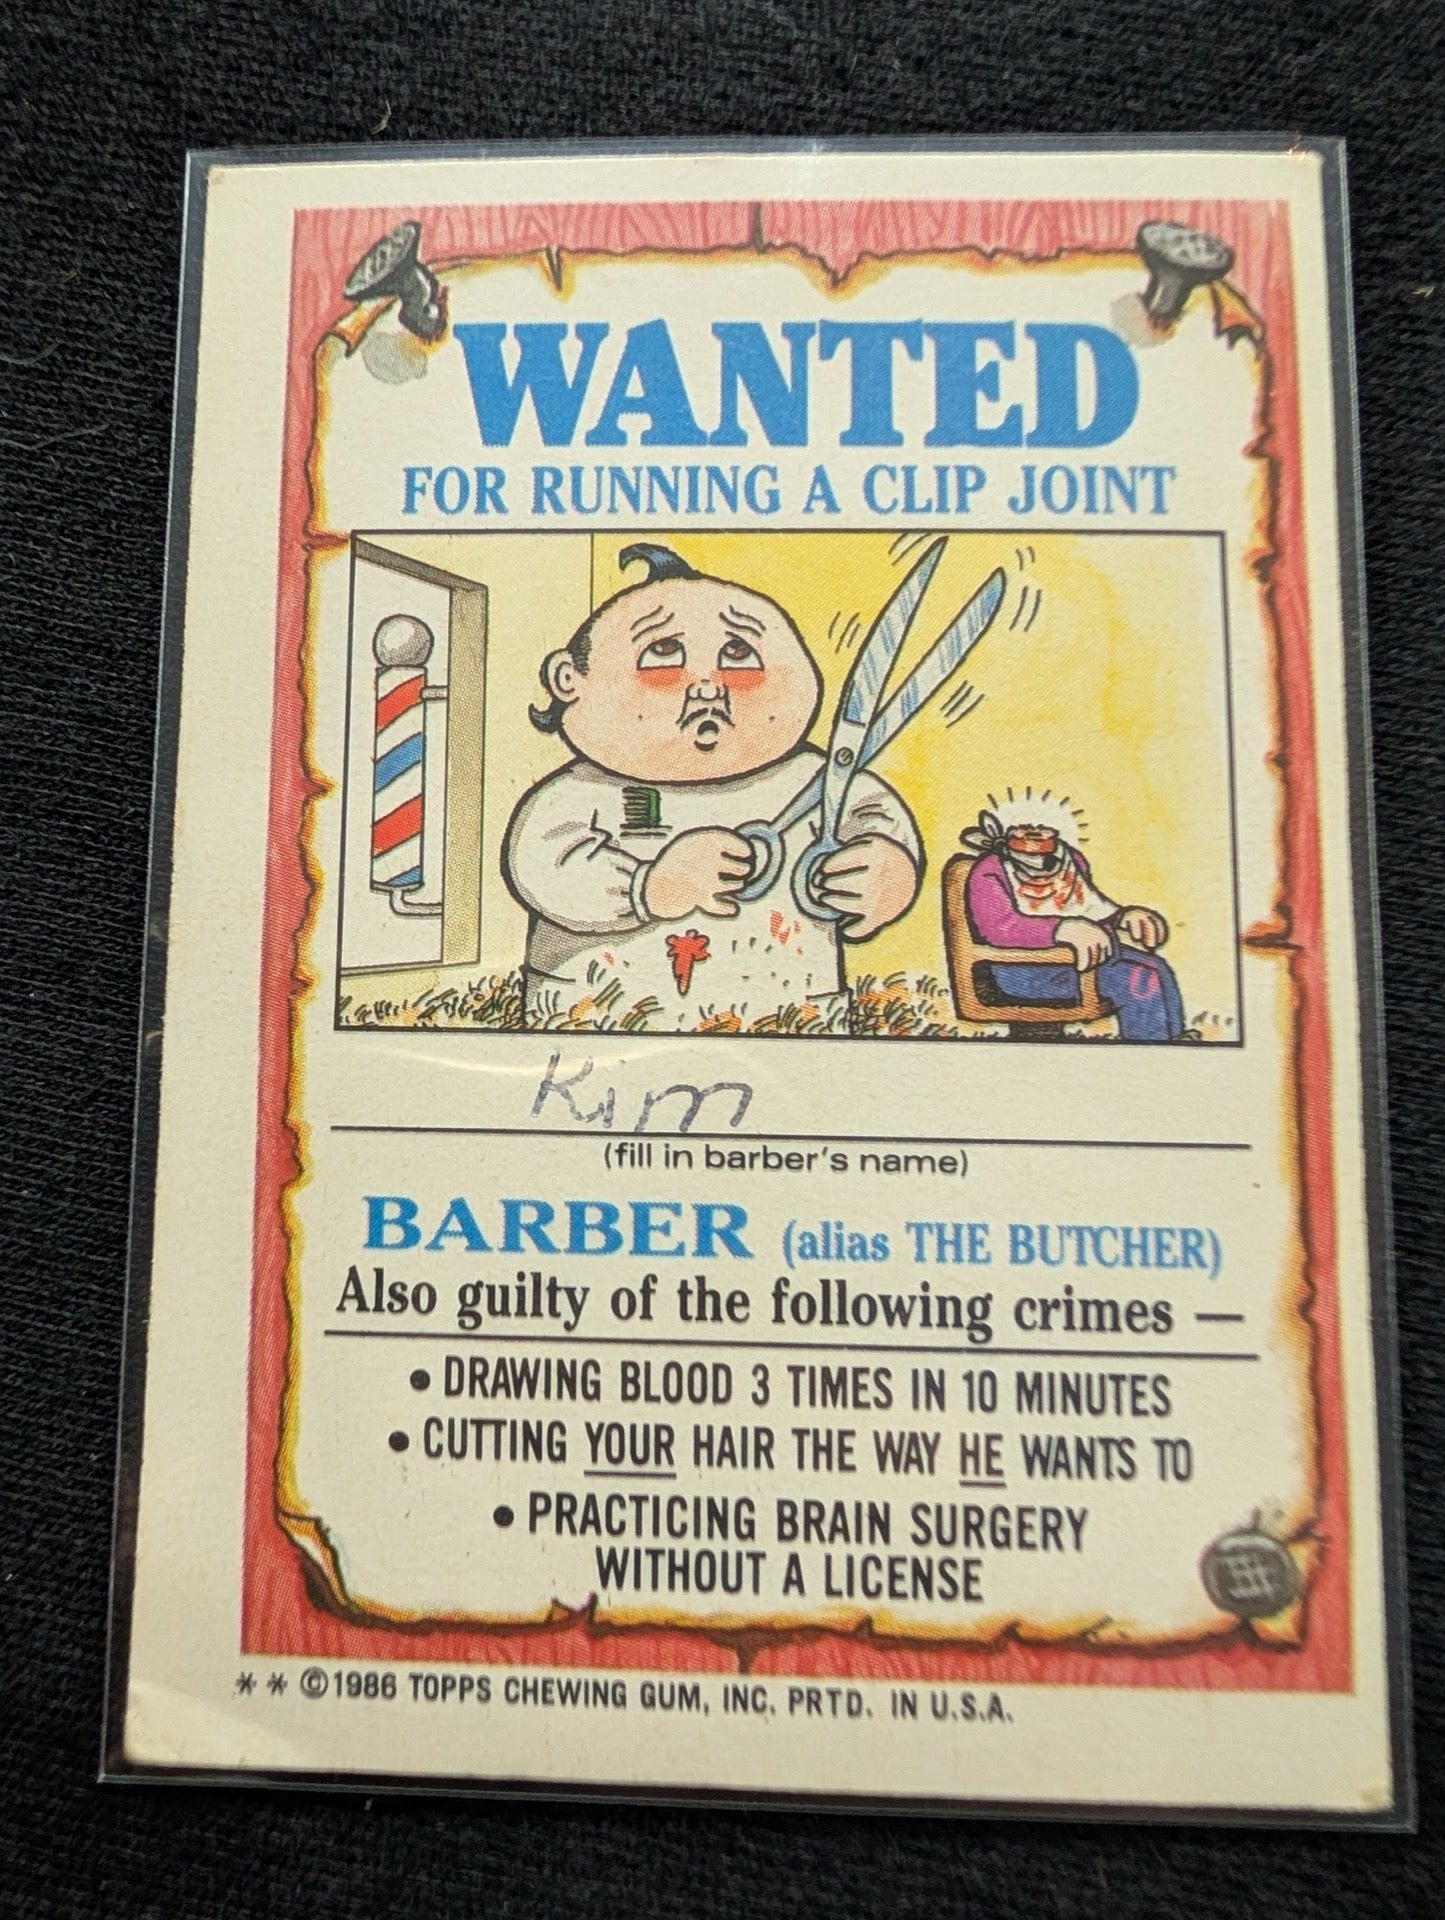 WANTED
FOR RUNNING A CLIP JOINT
Kim
(fill in barber's name)
BARBER (alias THE BUTCHER)
Also guilty of the following crimes —
• DRAWING BLOOD 3 TIMES IN 10 MINUTES
• CUTTING YOUR HAIR THE WAY HE WANTS TO
• PRACTICING BRAIN SURGERY
WITHOUT A LICENSE
* * ©1986 TOPPS CHEWING GUM, INC. PRTD. IN U.S.A.